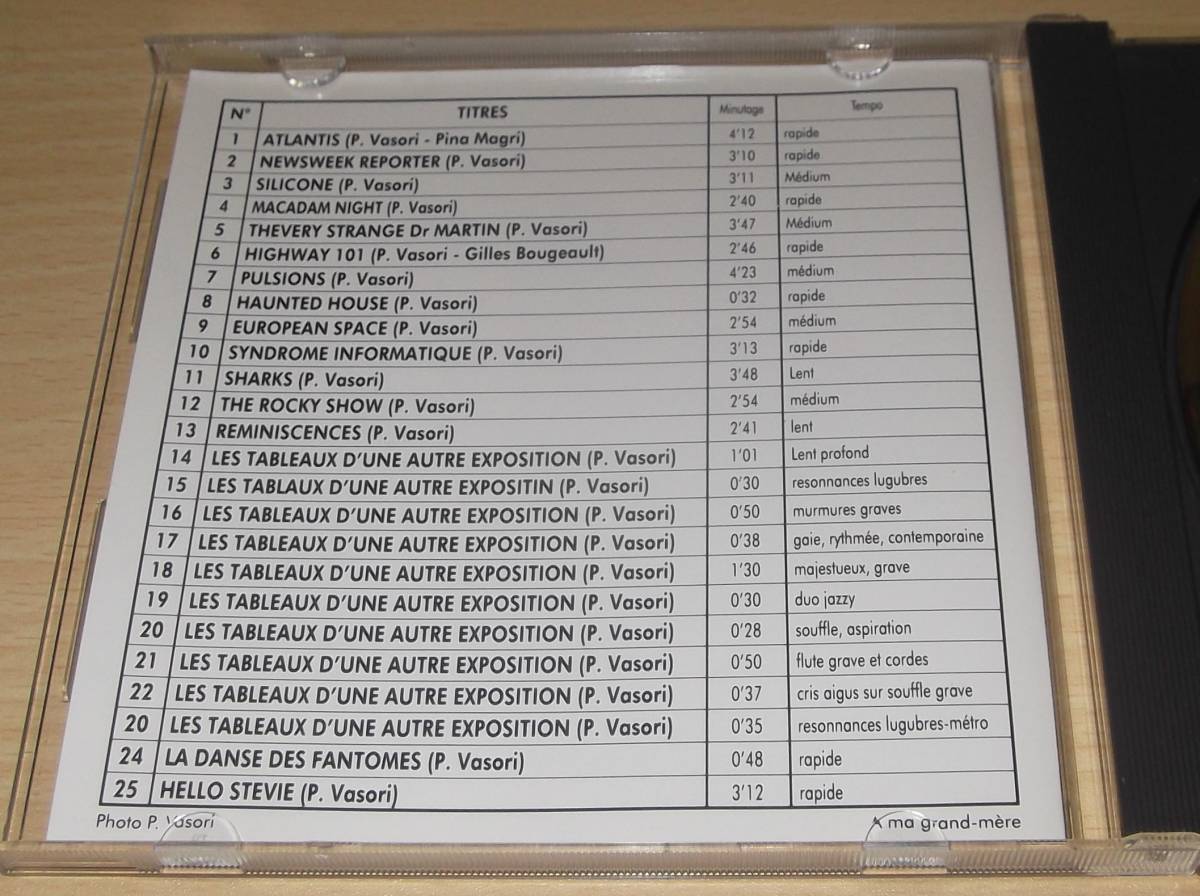 N° TITRES Minutage Tempo
1 ATLANTIS (P. Vasori - Pina Magri) 4'12 rapide
2 NEWSWEEK REPORTER (P. Vasori) 3'10 rapide
3 SILICONE (P. Vasori) 3'11 Médium
4 MACADAM NIGHT (P. Vasori) 2'40 rapide
5 THEVERY STRANGE Dr MARTIN (P. Vasori) 3'47 Médium
6 HIGHWAY 101 (P. Vasori - Gilles Bougeault) 2'46 rapide
7 PULSIONS (P. Vasori) 4'23 médium
8 HAUNTED HOUSE (P. Vasori) 0'32 rapide
9 EUROPEAN SPACE (P. Vasori) 2'54 médium
10 SYNDROME INFORMATIQUE (P. Vasori) 3'13 rapide
11 SHARKS (P. Vasori) 3'48 Lent
12 THE ROCKY SHOW (P. Vasori) 2'54 médium
13 REMINISCENCES (P. Vasori) 2'41 lent
14 LES TABLEAUX D'UNE AUTRE EXPOSITION (P. Vasori) 1'01 Lent profond
15 LES TABLAUX D'UNE AUTRE EXPOSITIN (P. Vasori) 0'30 resonnances lugubres
16 LES TABLEAUX D'UNE AUTRE EXPOSITION (P. Vasori) 0'50 murmures graves
17 LES TABLEAUX D'UNE AUTRE EXPOSITION (P. Vasori) 0'38 gaie, rythmée, contemporaine
18 LES TABLEAUX D'UNE AUTRE EXPOSITION (P. Vasori) 1'30 majestueux, grave
19 LES TABLEAUX D'UNE AUTRE EXPOSITION (P. Vasori) 0'30 duo jazzy
20 LES TABLEAUX D'UNE AUTRE EXPOSITION (P. Vasori) 0'28 souffle, aspiration
21 LES TABLEAUX D'UNE AUTRE EXPOSITION (P. Vasori) 0'50 flute grave et cordes
22 LES TABLEAUX D'UNE AUTRE EXPOSITION (P. Vasori) 0'37 cris aigus sur souffle grave
20 LES TABLEAUX D'UNE AUTRE EXPOSITION (P. Vasori) 0'35 resonnances lugubres-métro
24 LA DANSE DES FANTOMES (P. Vasori) 0'48 rapide
25 HELLO STEVIE (P. Vasori) 3'12 rapide
Photo P. Vasori A ma grand-mère